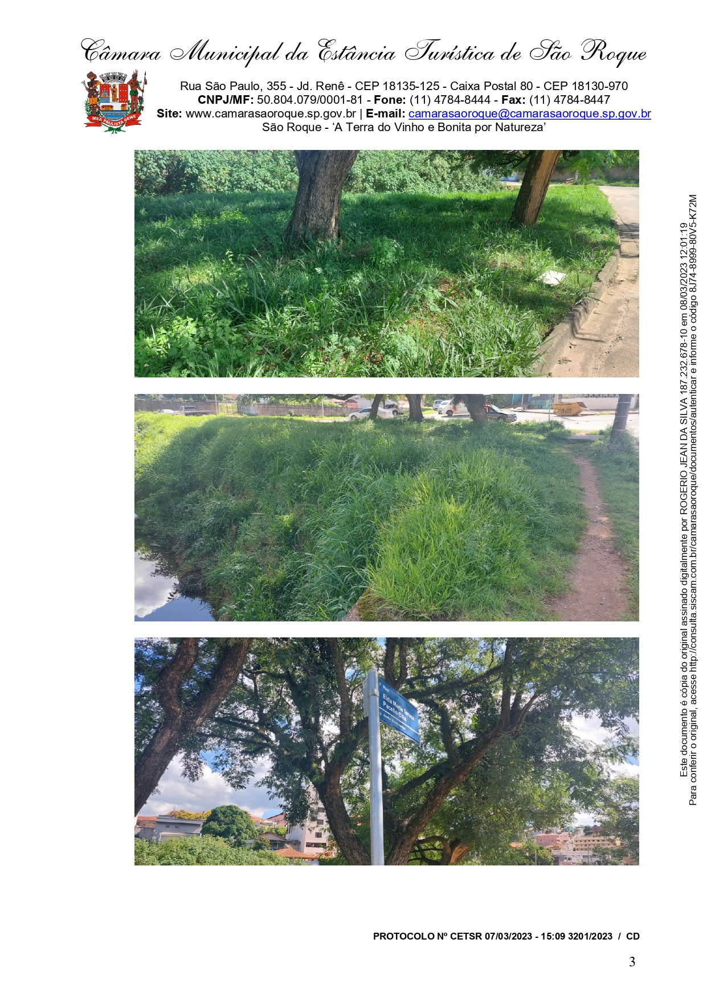 Câmara Municipal da Estância Turística de São Roque
Rua São Paulo, 355 - Jd. Renê - CEP 18135-125 - Caixa Postal 80 - CEP 18130-970
CNPJ/MF: 50.804.079/0001-81 - Fone: (11) 4784-8444 - Fax: (11) 4784-8447
Site: www.camarasaoroque.sp.gov.br | E-mail: camarasaoroque@camarasaoroque.sp.gov.br
São Roque - ‘A Terra do Vinho e Bonita por Natureza’
MEA PAULISTA GENS
Rua
Elda Maria Tereza
Pacello
PROTOCOLO Nº CETSR 07/03/2023 - 15:09 3201/2023 / CD
3
Este documento é cópia do original assinado digitalmente por ROGERIO JEAN DA SILVA 187.232.678-10 em 08/03/2023 12:01:19
Para conferir o original, acesse http://consulta.siscam.com.br/camarasaoroque/documentos/autenticar e informe o código 8J74-8999-80V5-K72M